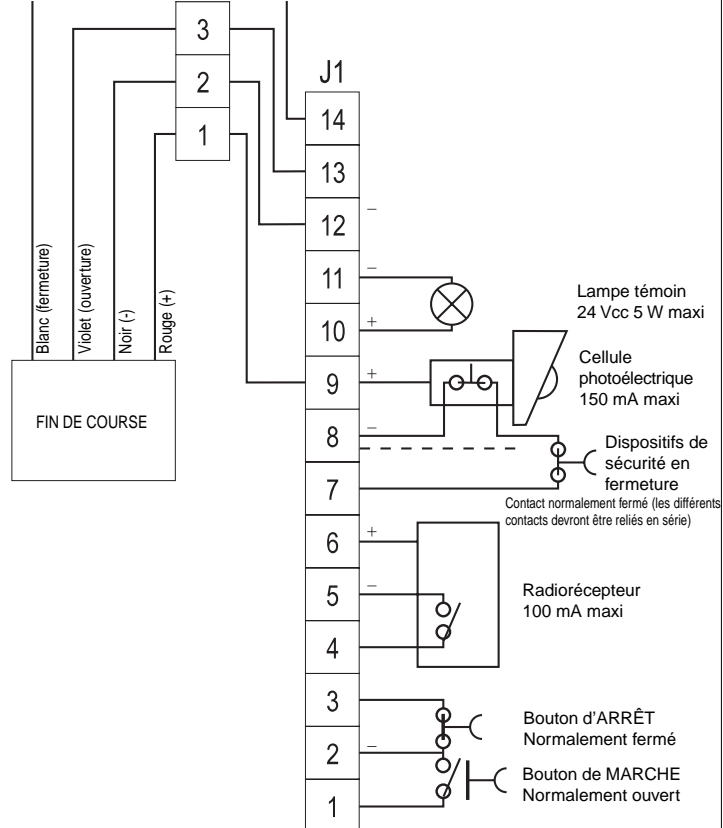 3
2
1
J1
14
13
12 −
11 −
10 +
9 +
8 −
7
6 +
5 −
4
3
2 −
1
Blanc (fermeture)
Violet (ouverture)
Noir (-)
Rouge (+)
FIN DE COURSE
Lampe témoin
24 Vcc 5 W maxi
Cellule
photoélectrique
150 mA maxi
Dispositifs de
sécurité en
fermeture
Contact normalement fermé (les différents
contacts devront être reliés en série)
Radiorécepteur
100 mA maxi
Bouton d'ARRÊT
Normalement fermé
Bouton de MARCHE
Normalement ouvert